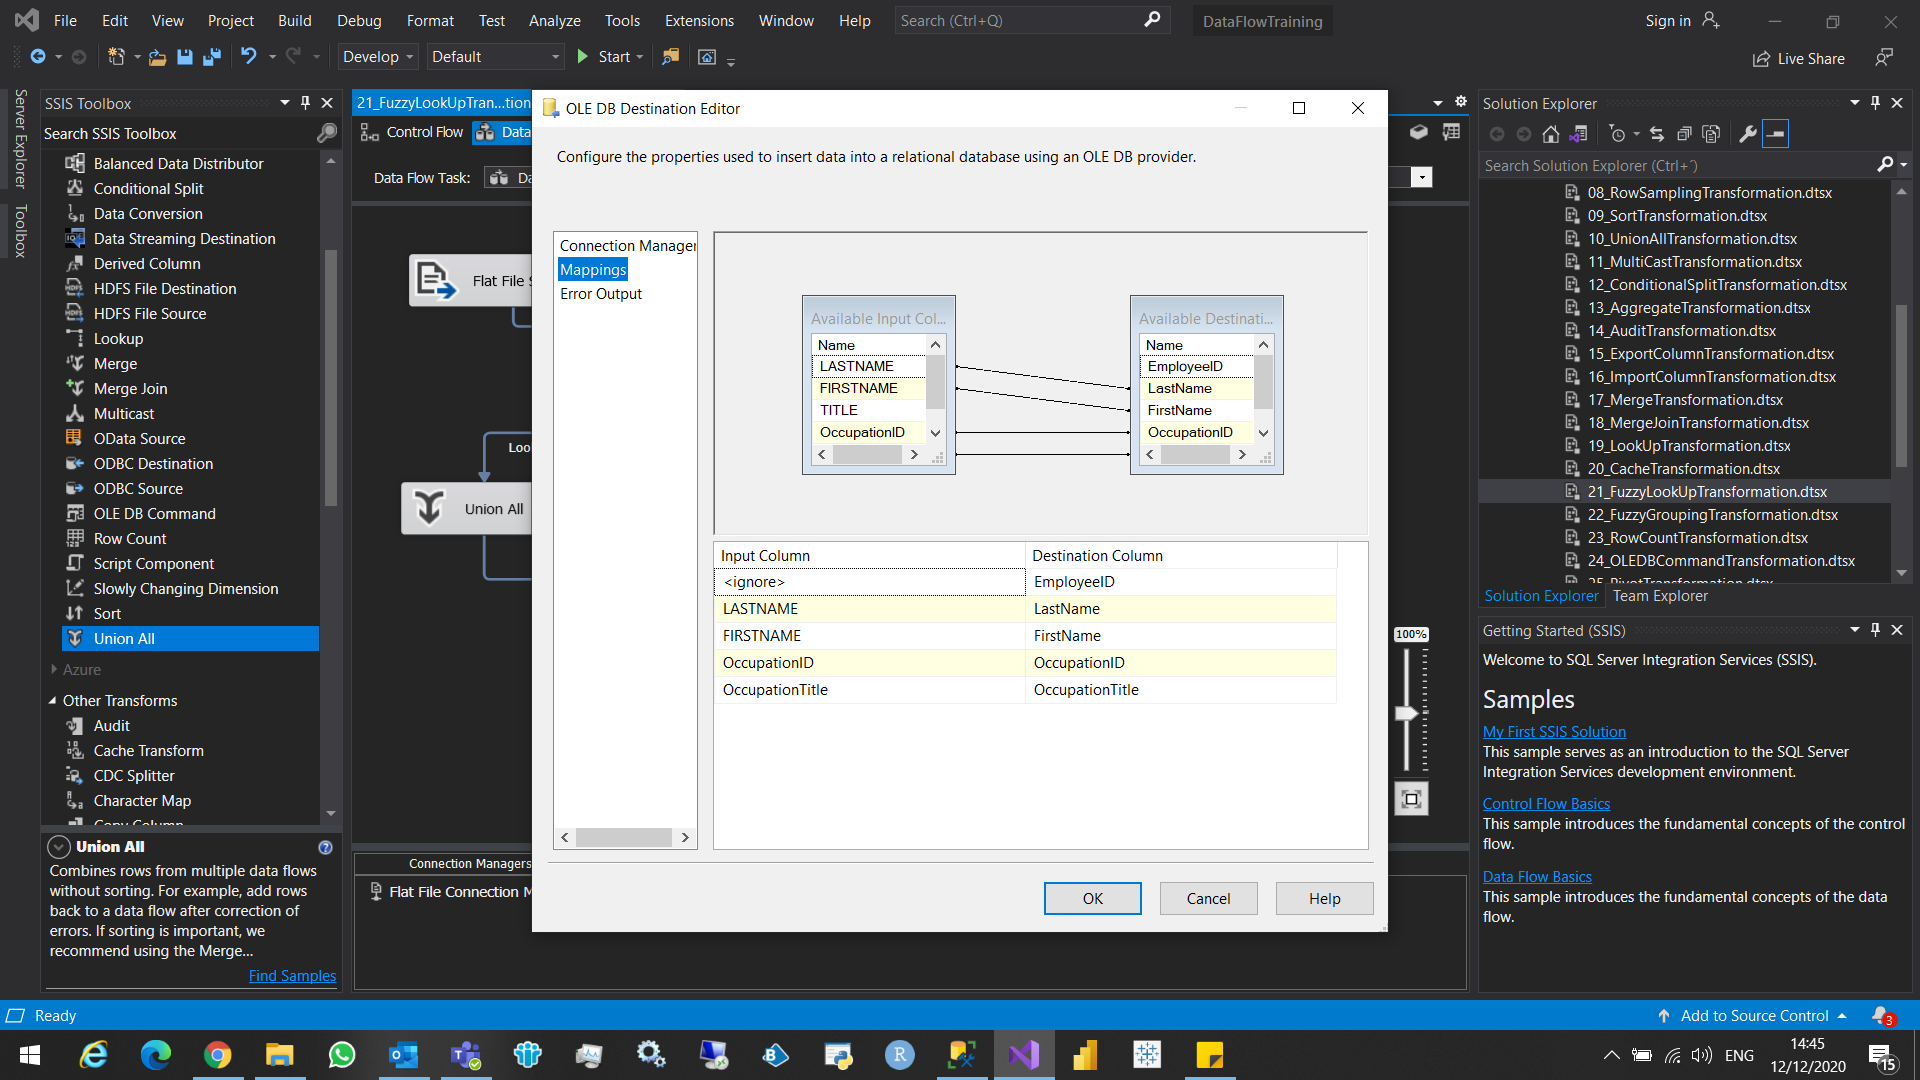 File Edit View Project Build Debug Format Test Analyze Tools Extensions Window Help Search (Ctrl+Q) DataFlowTraining Sign in
Develop Default Start Live Share
Server Explorer
Toolbox
SSIS Toolbox
Search SSIS Toolbox
Balanced Data Distributor
Conditional Split
Data Conversion
Data Streaming Destination
Derived Column
HDFS File Destination
HDFS File Source
Lookup
Merge
Merge Join
Multicast
OData Source
ODBC Destination
ODBC Source
OLE DB Command
Row Count
Script Component
Slowly Changing Dimension
Sort
Union All
Azure
Other Transforms
Audit
Cache Transform
CDC Splitter
Character Map
Copy Column
Union All
Combines rows from multiple data flows
without sorting. For example, add rows
back to a data flow after correction of
errors. If sorting is important, we
recommend using the Merge...
Find Samples
21_FuzzyLookUpTran...tion
Control Flow Data
Data Flow Task: Da
Flat File S
Loo
Union All
Connection Managers
Flat File Connection M
100%
OLE DB Destination Editor
Configure the properties used to insert data into a relational database using an OLE DB provider.
Connection Manager
Mappings
Error Output
Available Input Col...
Name
LASTNAME
FIRSTNAME
TITLE
OccupationID
Available Destinati...
Name
EmployeeID
LastName
FirstName
OccupationID
Input Column Destination Column
<ignore> EmployeeID
LASTNAME LastName
FIRSTNAME FirstName
OccupationID OccupationID
OccupationTitle OccupationTitle
OK Cancel Help
Solution Explorer
Search Solution Explorer (Ctrl+¨)
08_RowSamplingTransformation.dtsx
09_SortTransformation.dtsx
10_UnionAllTransformation.dtsx
11_MultiCastTransformation.dtsx
12_ConditionalSplitTransformation.dtsx
13_AggregateTransformation.dtsx
14_AuditTransformation.dtsx
15_ExportColumnTransformation.dtsx
16_ImportColumnTransformation.dtsx
17_MergeTransformation.dtsx
18_MergeJoinTransformation.dtsx
19_LookUpTransformation.dtsx
20_CacheTransformation.dtsx
21_FuzzyLookUpTransformation.dtsx
22_FuzzyGroupingTransformation.dtsx
23_RowCountTransformation.dtsx
24_OLEDBCommandTransformation.dtsx
25_PivotTransformation.dtsx
Solution Explorer Team Explorer
Getting Started (SSIS)
Welcome to SQL Server Integration Services (SSIS).
Samples
My First SSIS Solution
This sample serves as an introduction to the SQL Server
Integration Services development environment.
Control Flow Basics
This sample introduces the fundamental concepts of the control
flow.
Data Flow Basics
This sample introduces the fundamental concepts of the data
flow.
Ready Add to Source Control 3
ENG 14:45
12/12/2020 15